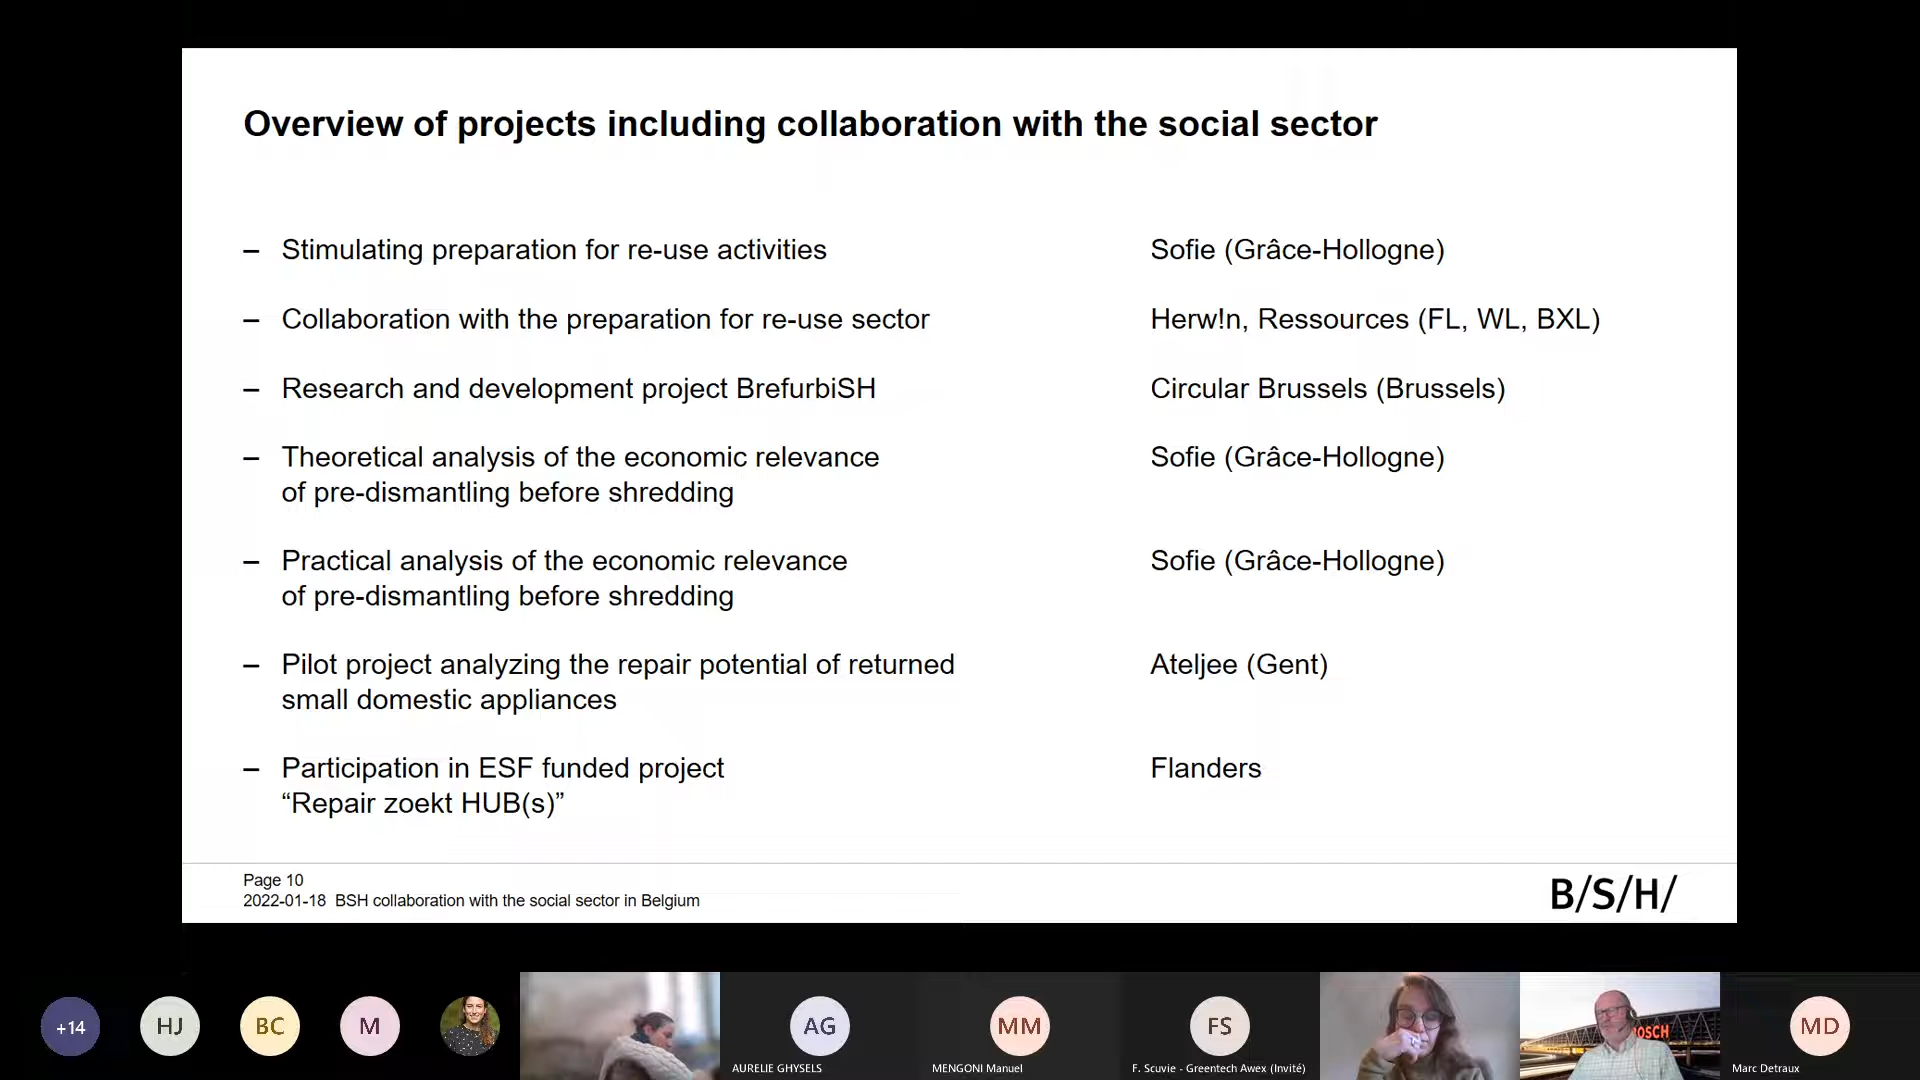 Overview of projects including collaboration with the social sector
– Stimulating preparation for re-use activities Sofie (Grâce-Hollogne)
– Collaboration with the preparation for re-use sector Herw!n, Ressources (FL, WL, BXL)
– Research and development project BrefurbiSH Circular Brussels (Brussels)
– Theoretical analysis of the economic relevance Sofie (Grâce-Hollogne)
of pre-dismantling before shredding
– Practical analysis of the economic relevance Sofie (Grâce-Hollogne)
of pre-dismantling before shredding
– Pilot project analyzing the repair potential of returned Ateljee (Gent)
small domestic appliances
– Participation in ESF funded project Flanders
“Repair zoekt HUB(s)”
Page 10
2022-01-18 BSH collaboration with the social sector in Belgium
B/S/H/
+14 HJ BC M AG MM FS BOSCH MD
AURELIE GHYSELS MENGONI Manuel F. Scuvie - Greentech Awex (Invité) Marc Detraux